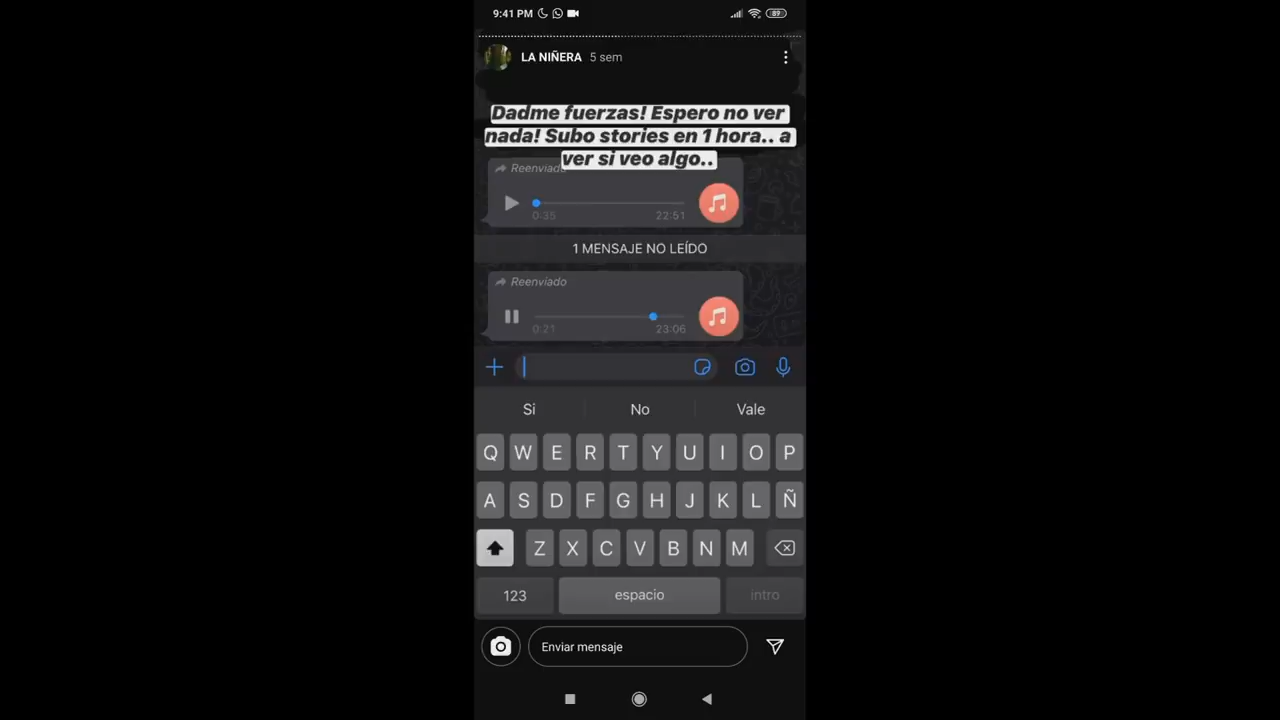 9:41 PM
89
LA NIÑERA 5 sem
Dadme fuerzas! Espero no ver
nada! Subo stories en 1 hora.. a
ver si veo algo..
Reenviado
0:35 22:51
1 MENSAJE NO LEÍDO
Reenviado
0:21 23:06
Si No Vale
Q W E R T Y U I O P
A S D F G H J K L Ñ
Z X C V B N M
123 espacio intro
Enviar mensaje